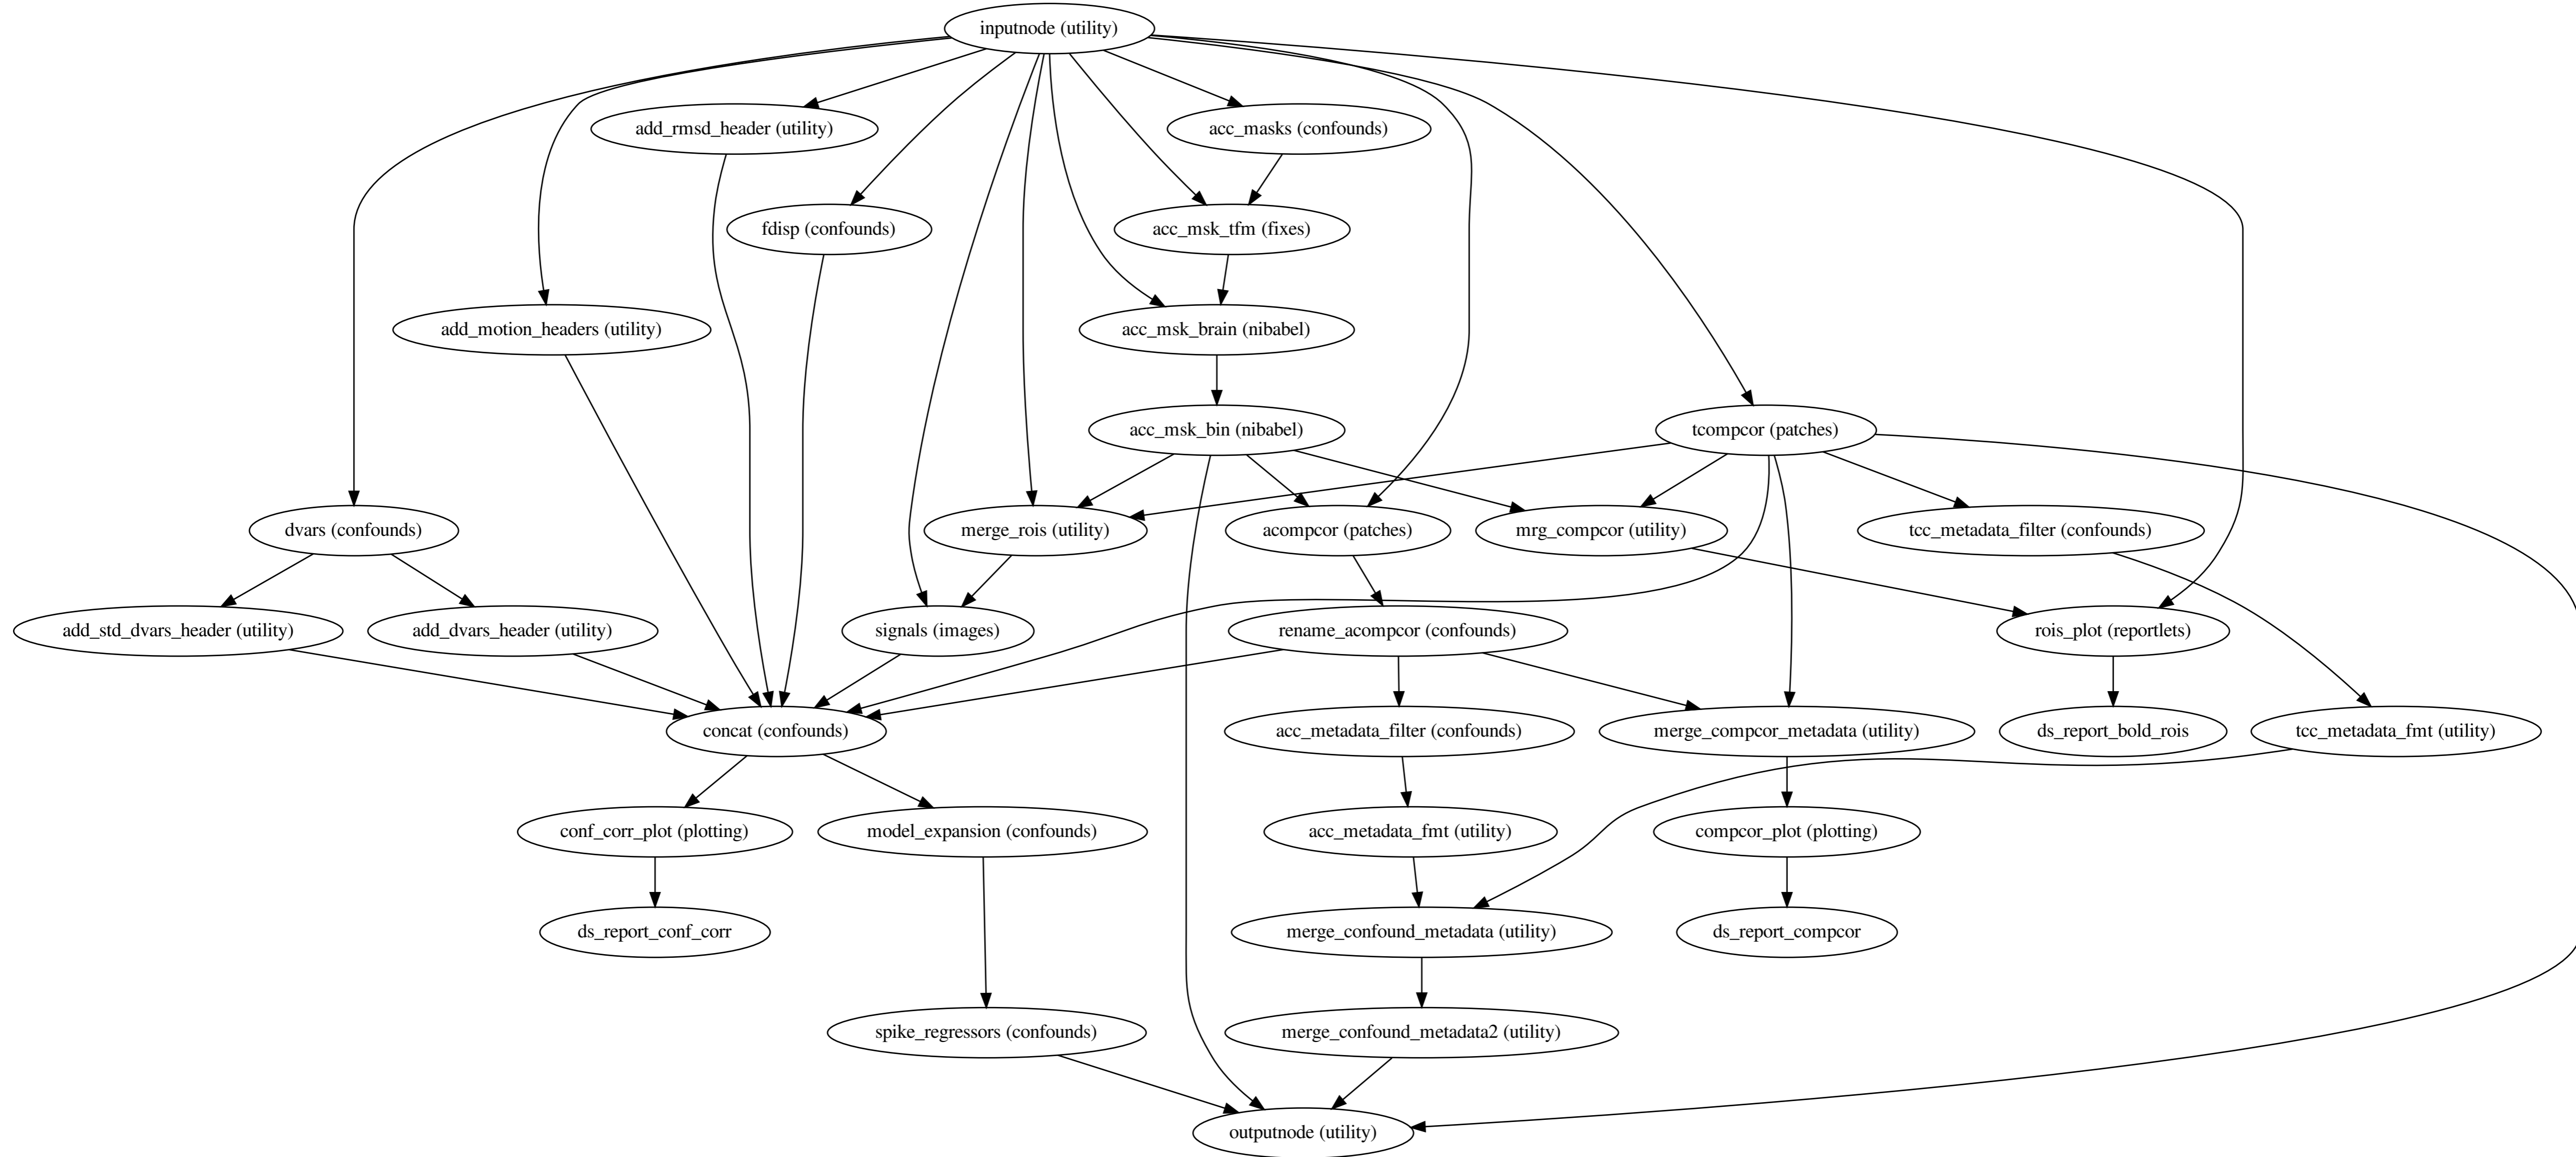 inputnode (utility)
add_rmsd_header (utility)
acc_masks (confounds)
fdisp (confounds)
acc_msk_tfm (fixes)
add_motion_headers (utility)
acc_msk_brain (nibabel)
acc_msk_bin (nibabel)
tcompcor (patches)
dvars (confounds)
merge_rois (utility)
acompcor (patches)
mrg_compcor (utility)
tcc_metadata_filter (confounds)
add_std_dvars_header (utility)
add_dvars_header (utility)
signals (images)
rename_acompcor (confounds)
rois_plot (reportlets)
concat (confounds)
acc_metadata_filter (confounds)
merge_compcor_metadata (utility)
ds_report_bold_rois
tcc_metadata_fmt (utility)
conf_corr_plot (plotting)
model_expansion (confounds)
acc_metadata_fmt (utility)
compcor_plot (plotting)
ds_report_conf_corr
merge_confound_metadata (utility)
ds_report_compcor
spike_regressors (confounds)
merge_confound_metadata2 (utility)
outputnode (utility)